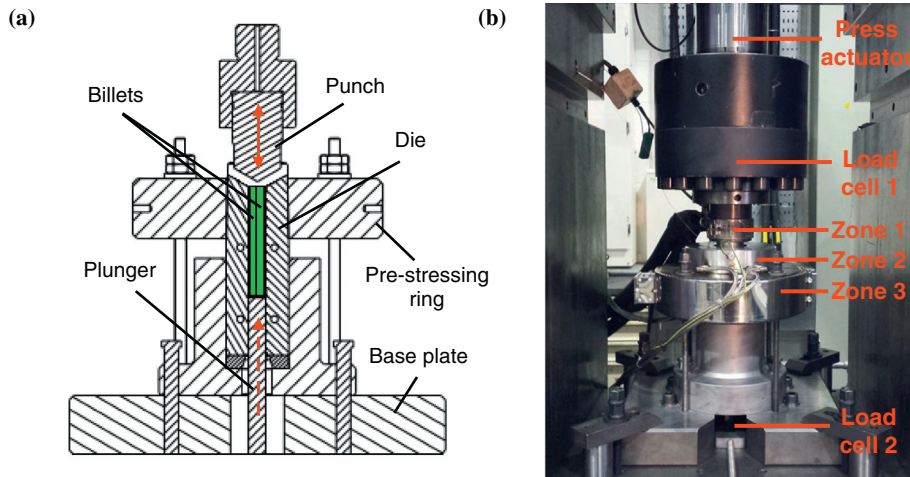 (a)
Billets
Punch
Die
Plunger
Pre-stressing
ring
Base plate
(b)
Press
actuator
Load
cell 1
Zone 1
Zone 2
Zone 3
Load
cell 2